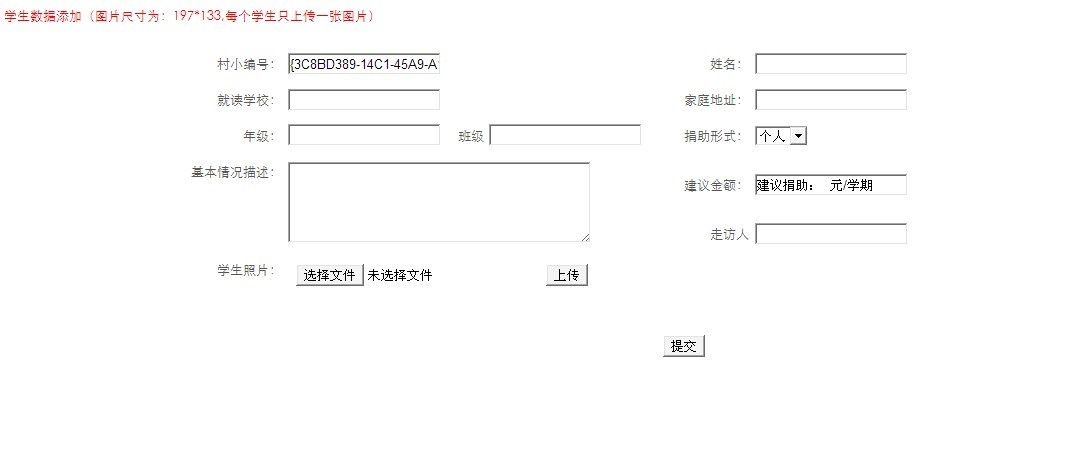 学生数据添加（图片尺寸为：197*133,每个学生只上传一张图片）
村小编号： {3C8BD389-14C1-45A9-A 姓名：
就读学校： 家庭地址：
年级： 班级 捐助形式： 个人
基本情况描述： 建议金额： 建议捐助： 元/学期
走访人
学生照片： 选择文件 未选择文件 上传
提交